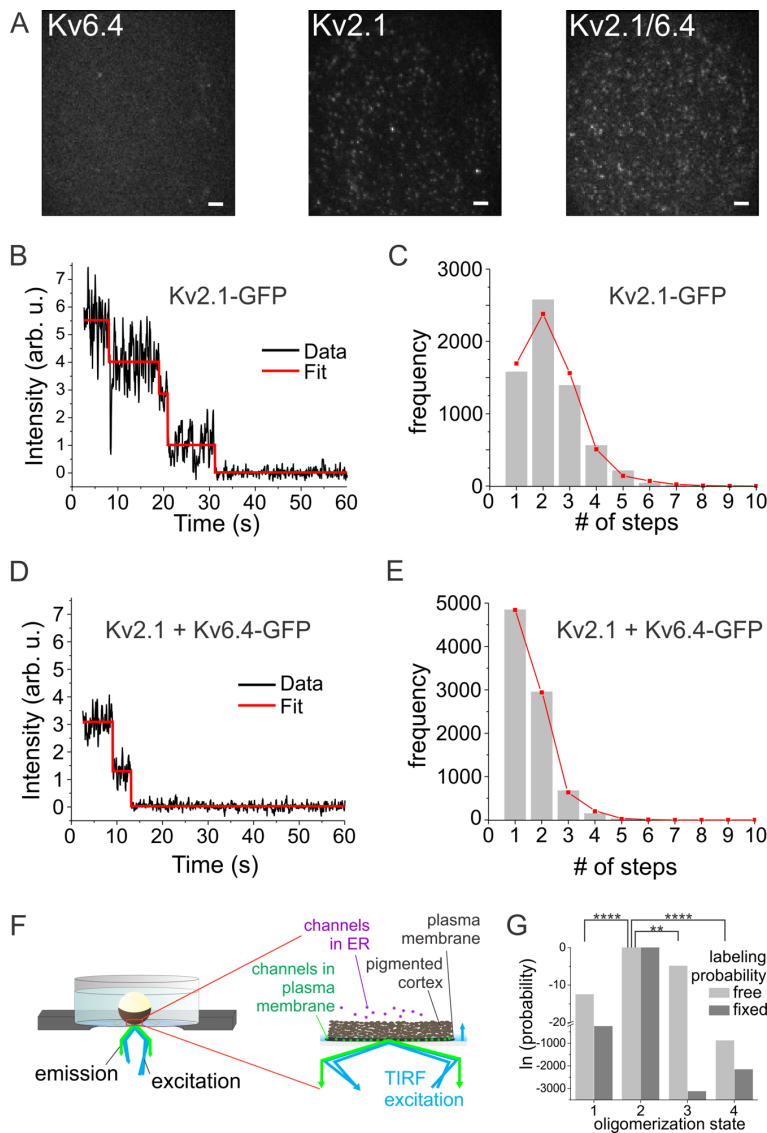 A
Kv6.4
Kv2.1
Kv2.1/6.4
B
Kv2.1-GFP
Data
Fit
Intensity (arb. u.)
7
6
5
4
3
2
1
0
0 10 20 30 40 50 60
Time (s)
C
Kv2.1-GFP
frequency
3000
2000
1000
0
0 1 2 3 4 5 6 7 8 9 10
# of steps
D
Kv2.1 + Kv6.4-GFP
Data
Fit
Intensity (arb. u.)
7
6
5
4
3
2
1
0
0 10 20 30 40 50 60
Time (s)
E
Kv2.1 + Kv6.4-GFP
frequency
5000
4000
3000
2000
1000
0
0 1 2 3 4 5 6 7 8 9 10
# of steps
F
emission
excitation
channels
in ER
channels in
plasma
membrane
plasma
membrane
pigmented
cortex
TIRF
excitation
G
****
****
**
labeling
probability
free
fixed
ln (probability)
0
-10
-20
-1000
-2000
-3000
1 2 3 4
oligomerization state